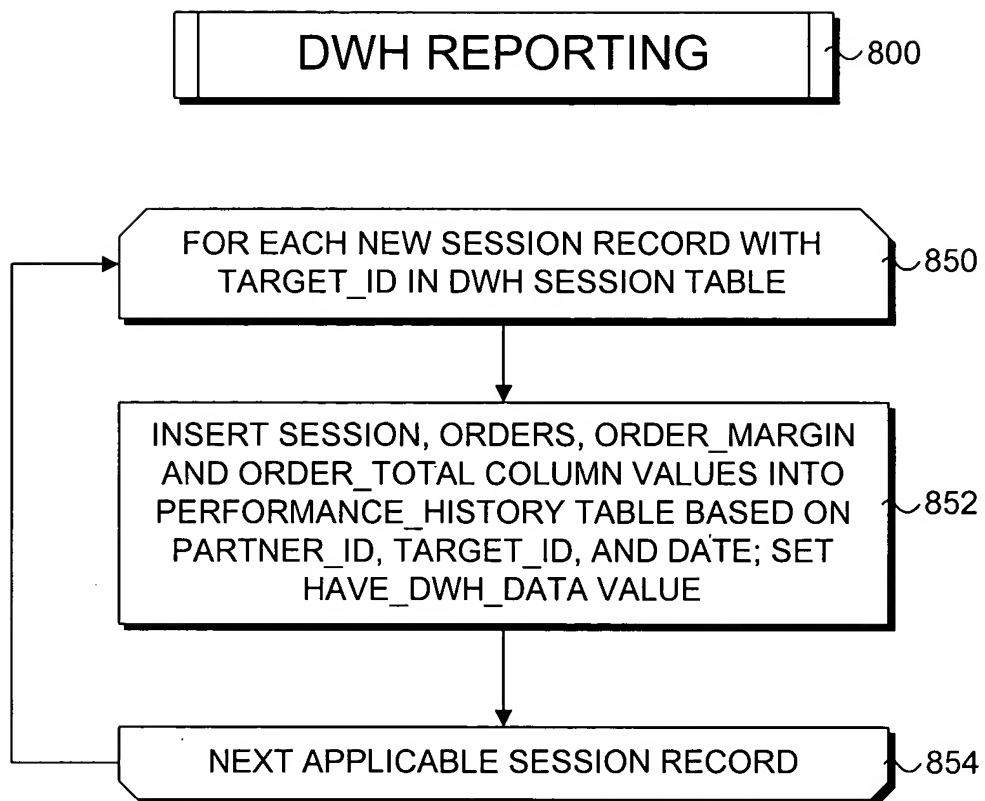 DWH REPORTING
800
FOR EACH NEW SESSION RECORD WITH
TARGET_ID IN DWH SESSION TABLE
850
INSERT SESSION, ORDERS, ORDER_MARGIN
AND ORDER_TOTAL COLUMN VALUES INTO
PERFORMANCE_HISTORY TABLE BASED ON
PARTNER_ID, TARGET_ID, AND DATE; SET
HAVE_DWH_DATA VALUE
852
NEXT APPLICABLE SESSION RECORD
854